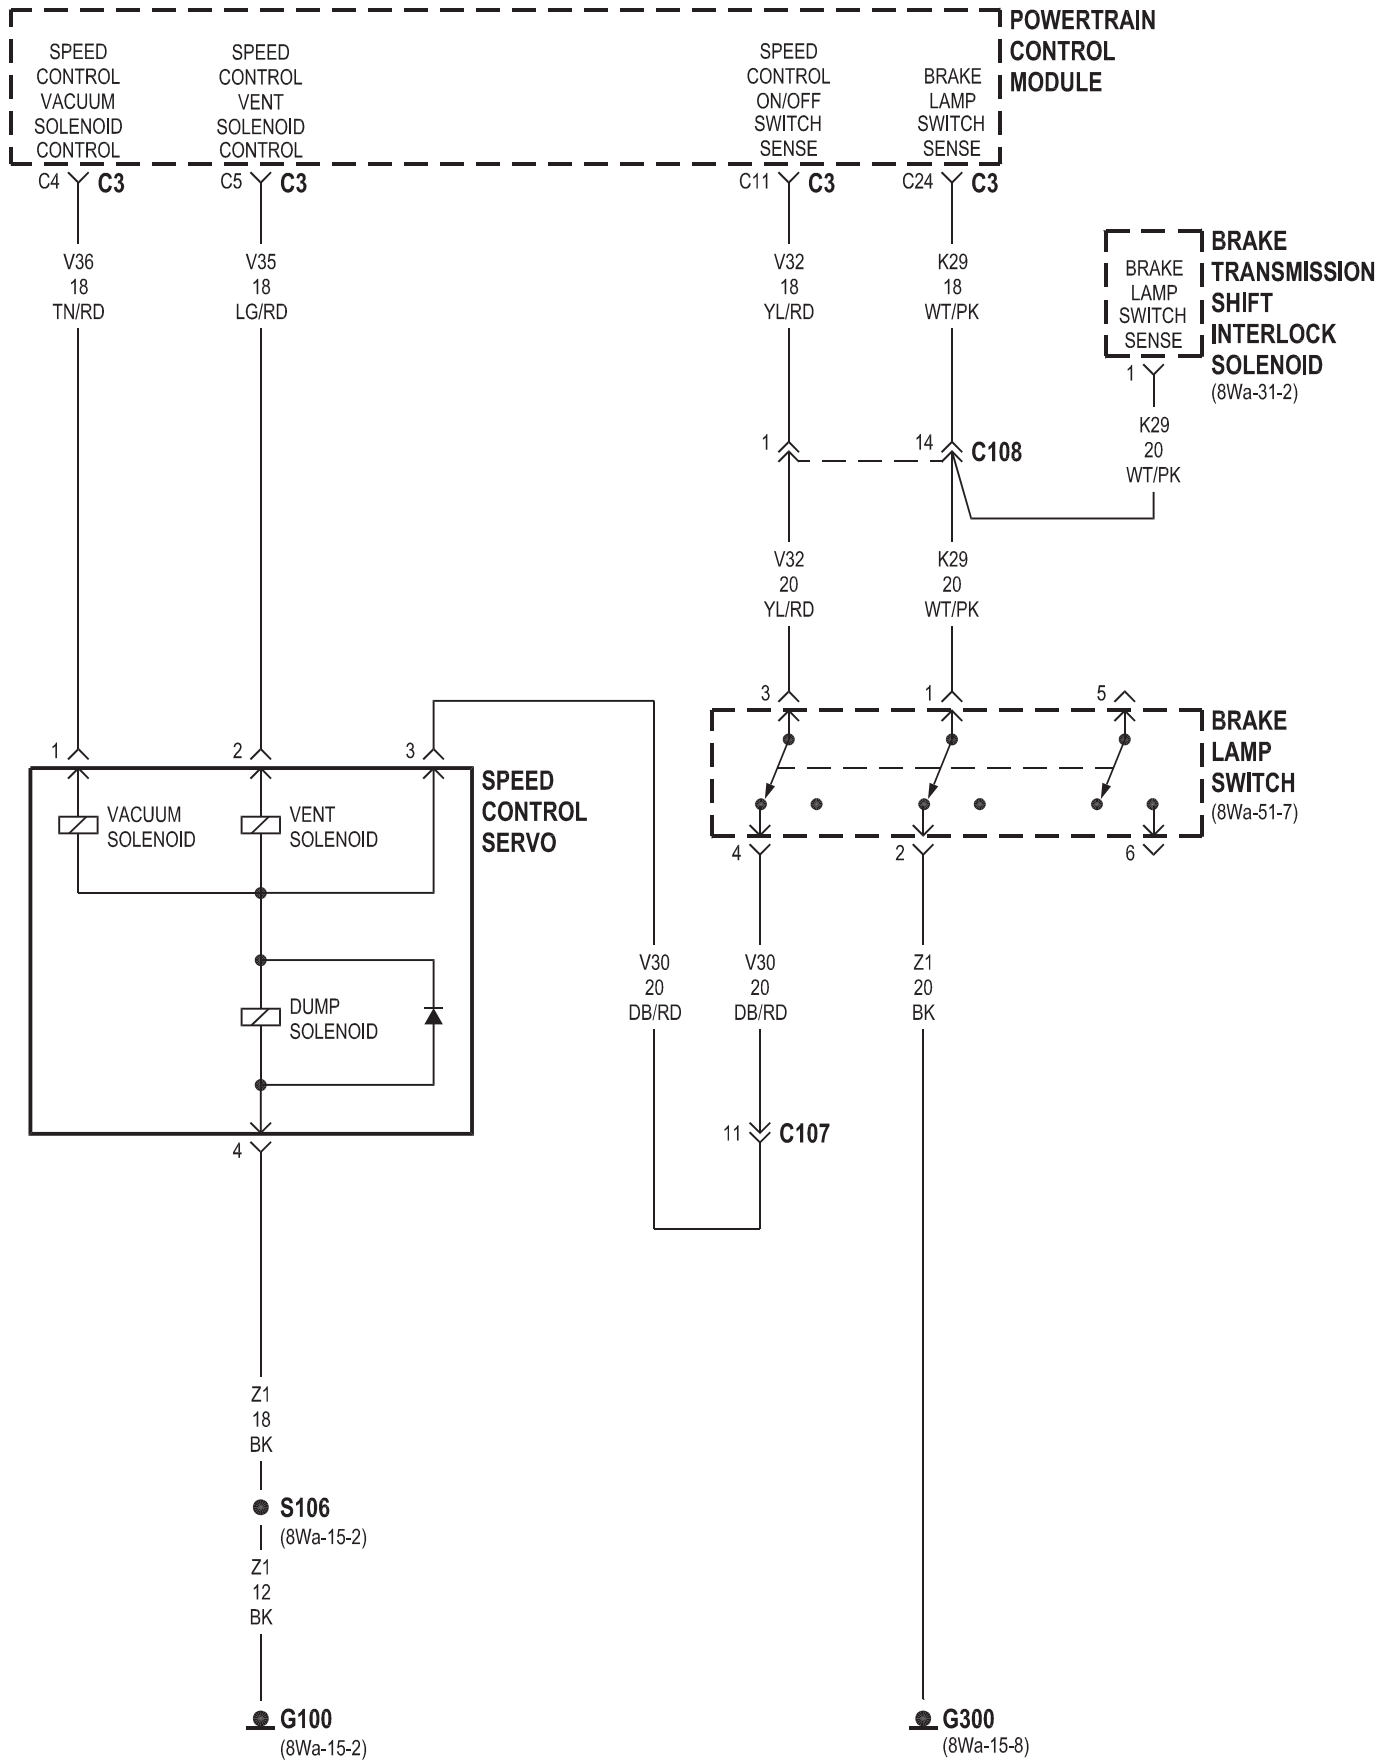 POWERTRAIN
CONTROL
MODULE
SPEED
CONTROL
VACUUM
SOLENOID
CONTROL
SPEED
CONTROL
VENT
SOLENOID
CONTROL
SPEED
CONTROL
ON/OFF
SWITCH
SENSE
BRAKE
LAMP
SWITCH
SENSE
C4 C3
C5 C3
C11 C3
C24 C3
V36
18
TN/RD
V35
18
LG/RD
V32
18
YL/RD
K29
18
WT/PK
BRAKE
LAMP
SWITCH
SENSE
BRAKE
TRANSMISSION
SHIFT
INTERLOCK
SOLENOID
(8Wa-31-2)
1
K29
20
WT/PK
1
14 C108
V32
20
YL/RD
K29
20
WT/PK
3
1
5
BRAKE
LAMP
SWITCH
(8Wa-51-7)
4
2
6
1
2
3
SPEED
CONTROL
SERVO
VACUUM
SOLENOID
VENT
SOLENOID
DUMP
SOLENOID
4
V30
20
DB/RD
V30
20
DB/RD
Z1
20
BK
11 C107
Z1
18
BK
S106
(8Wa-15-2)
Z1
12
BK
G100
(8Wa-15-2)
G300
(8Wa-15-8)